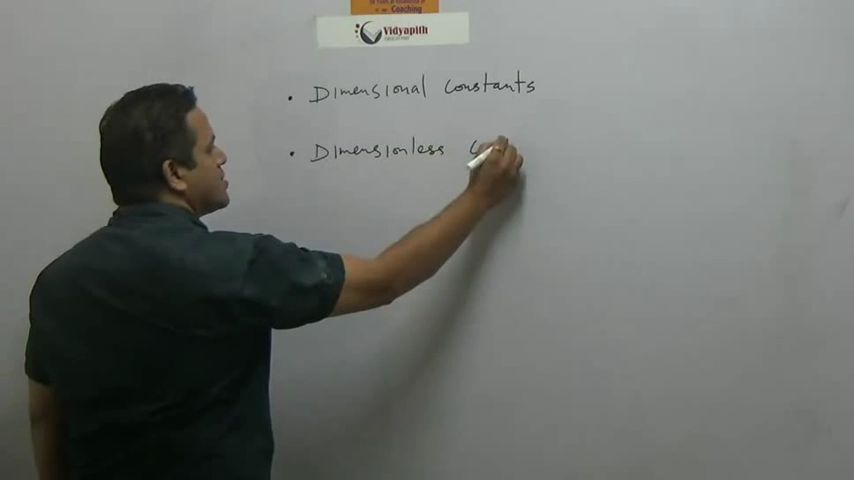 Coaching
Vidyapith
• Dimensional constants
• Dimensionless